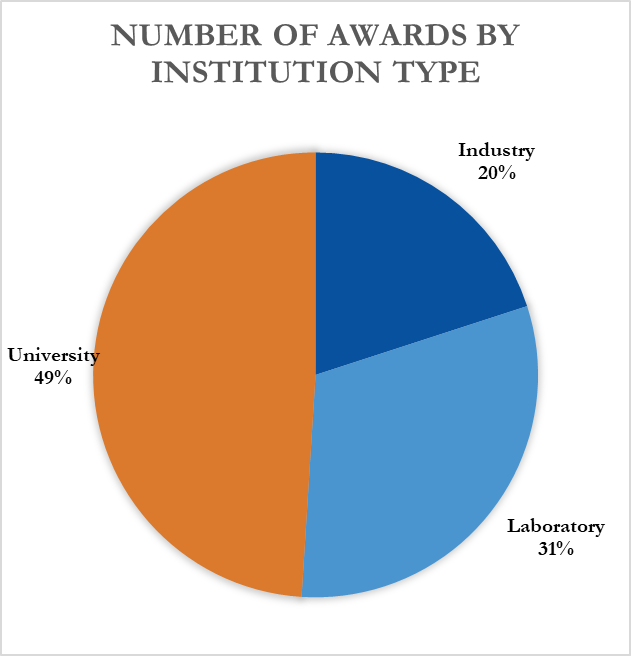 NUMBER OF AWARDS BY
INSTITUTION TYPE
Industry
20%
University
49%
Laboratory
31%